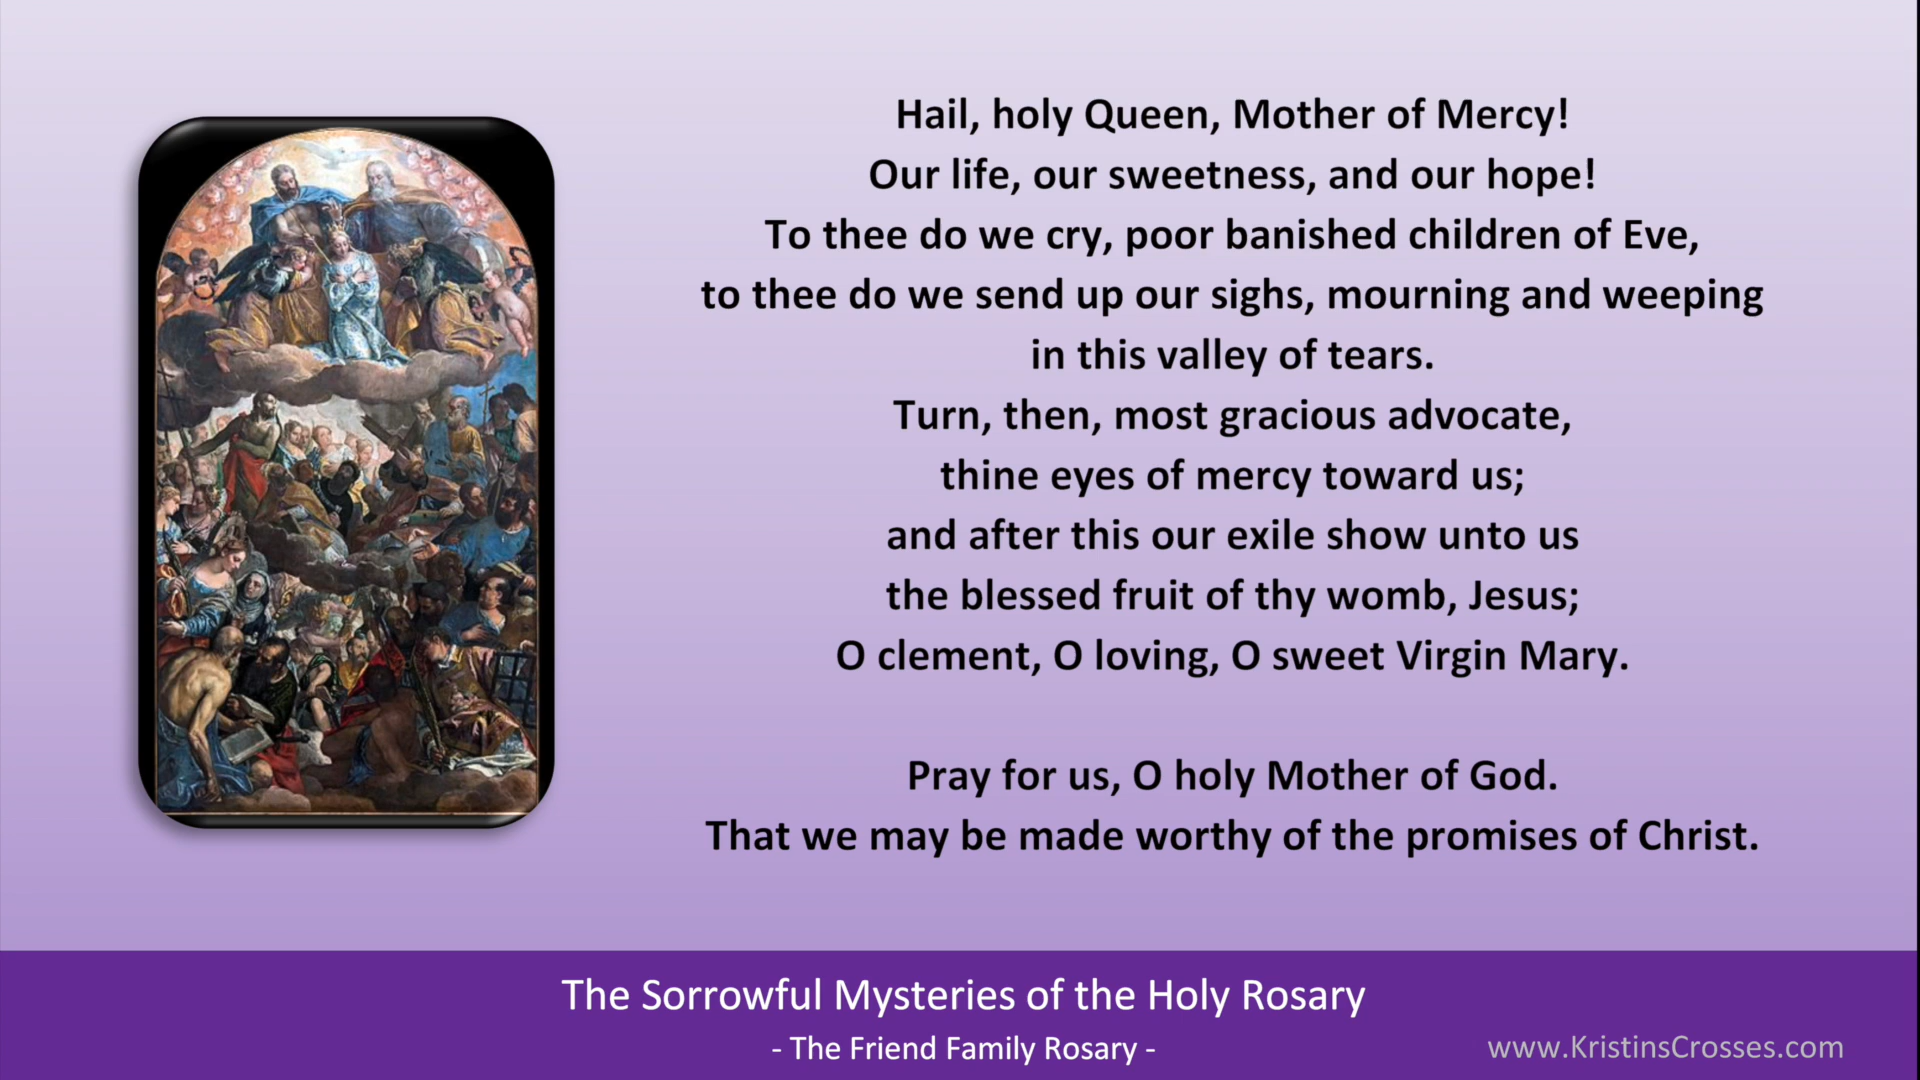 Hail, holy Queen, Mother of Mercy!
Our life, our sweetness, and our hope!
To thee do we cry, poor banished children of Eve,
to thee do we send up our sighs, mourning and weeping
in this valley of tears.
Turn, then, most gracious advocate,
thine eyes of mercy toward us;
and after this our exile show unto us
the blessed fruit of thy womb, Jesus;
O clement, O loving, O sweet Virgin Mary.
Pray for us, O holy Mother of God.
That we may be made worthy of the promises of Christ.
The Sorrowful Mysteries of the Holy Rosary
- The Friend Family Rosary -
www.KristinsCrosses.com